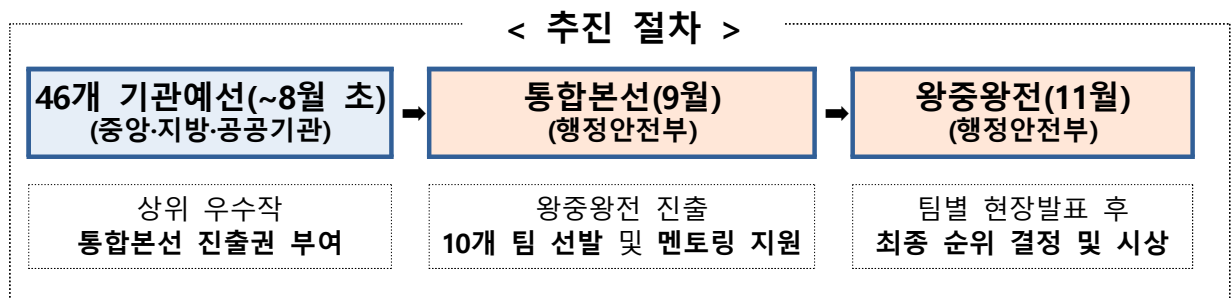 < 추진 절차 >
46개 기관예선(~8월 초)
(중앙·지방·공공기관)
➡
통합본선(9월)
(행정안전부)
➡
왕중왕전(11월)
(행정안전부)
상위 우수작
통합본선 진출권 부여
왕중왕전 진출
10개 팀 선발 및 멘토링 지원
팀별 현장발표 후
최종 순위 결정 및 시상